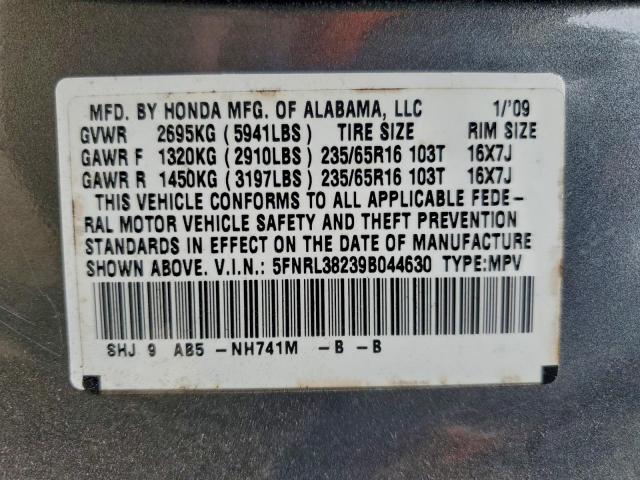 MFD. BY HONDA MFG. OF ALABAMA, LLC 1/'09
GVWR 2695KG (5941LBS) TIRE SIZE RIM SIZE
GAWR F 1320KG (2910LBS) 235/65R16 103T 16X7J
GAWR R 1450KG (3197LBS) 235/65R16 103T 16X7J
THIS VEHICLE CONFORMS TO ALL APPLICABLE FEDE-
RAL MOTOR VEHICLE SAFETY AND THEFT PREVENTION
STANDARDS IN EFFECT ON THE DATE OF MANUFACTURE
SHOWN ABOVE. V.I.N.: 5FNRL38239B044630 TYPE:MPV
SHJ 9 AB5 -NH741M -B -B